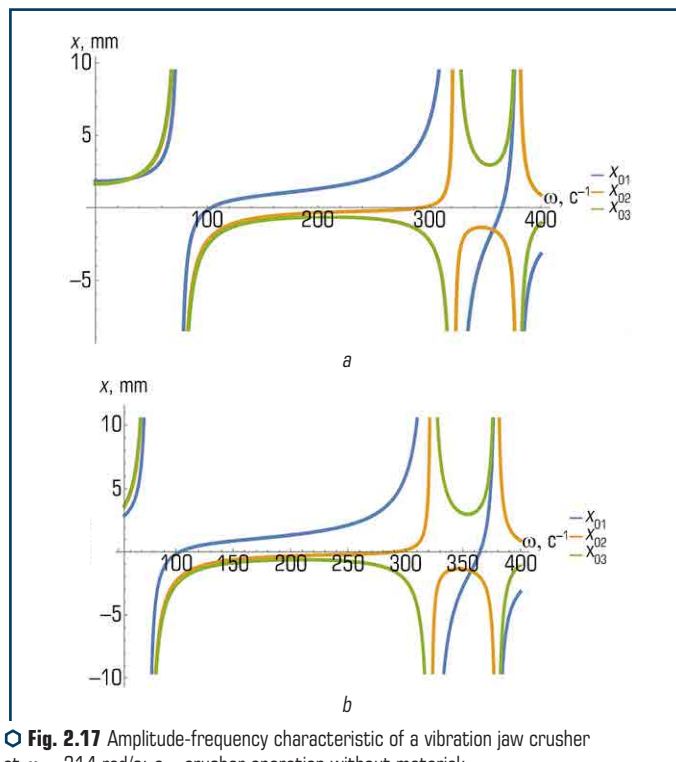 x, mm
10
5
ω, c⁻¹
X₀₁
X₀₂
X₀₃
100
200
300
400
−5
a
x, mm
10
5
X₀₁
ω, c⁻¹
X₀₂
X₀₃
100
150
200
250
300
350
400
−5
−10
b
Fig. 2.17 Amplitude-frequency characteristic of a vibration jaw crusher